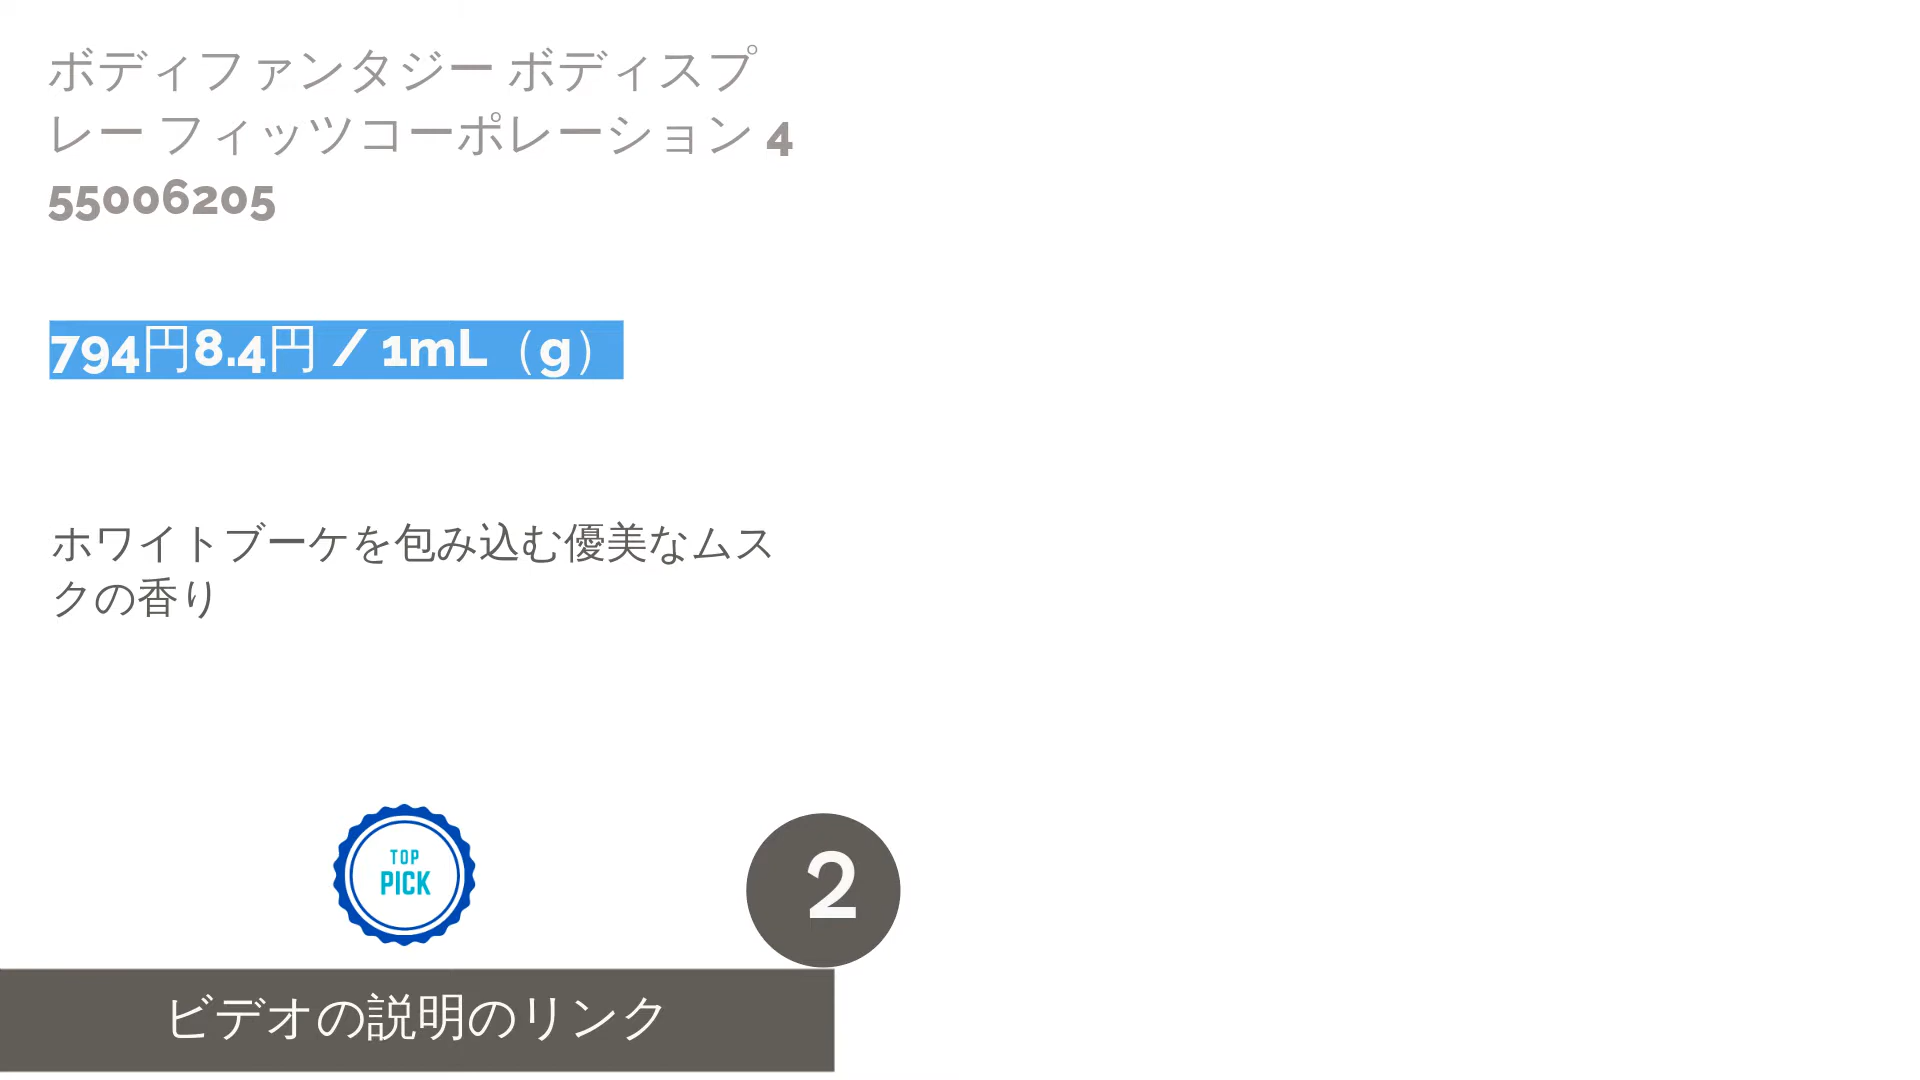 ボディファンタジー ボディスプ
レー フィッツコーポレーション 4
55006205
794円8.4円 / 1mL（g）
ホワイトブーケを包み込む優美なムス
クの香り
TOP
PICK
2
ビデオの説明のリンク